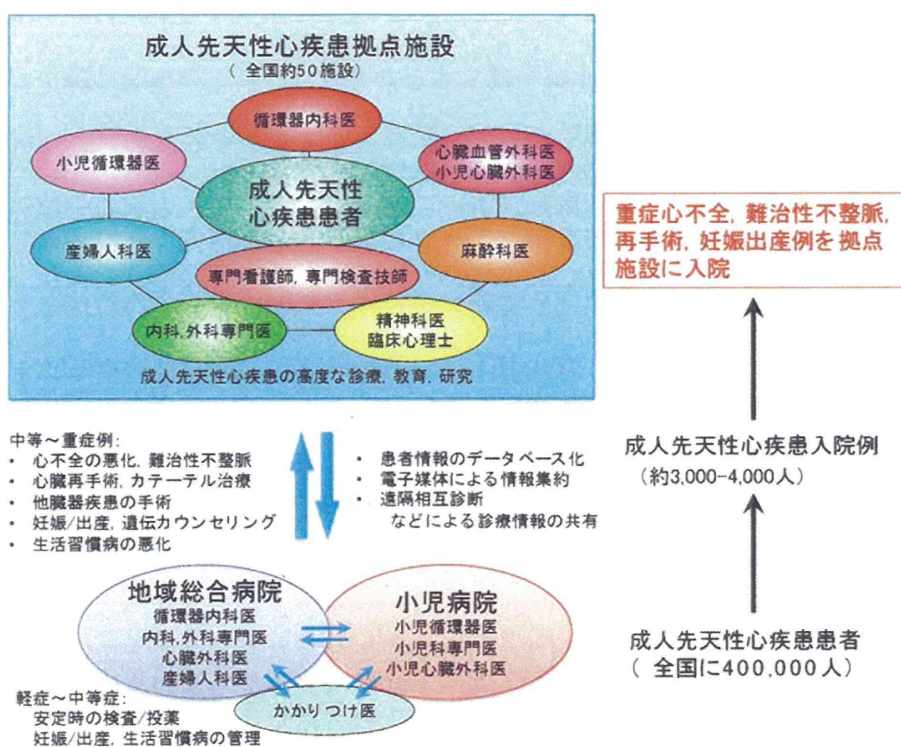 成人先天性心疾患拠点施設
( 全国約50施設)
循環器内科医
小児循環器医
心臓血管外科医
小児心臓外科医
成人先天性
心疾患患者
産婦人科医
麻酔科医
専門看護師, 専門検査技師
内科, 外科専門医
精神科医
臨床心理士
成人先天性心疾患の高度な診療, 教育, 研究
重症心不全, 難治性不整脈,
再手術, 妊娠出産例を拠点
施設に入院
中等～重症例:
・ 心不全の悪化, 難治性不整脈
・ 心臓再手術, カテーテル治療
・ 他臓器疾患の手術
・ 妊娠/出産, 遺伝カウンセリング
・ 生活習慣病の悪化
・ 患者情報のデータベース化
・ 電子媒体による情報集約
・ 遠隔相互診断
などによる診療情報の共有
成人先天性心疾患入院例
(約3,000-4,000人)
地域総合病院
循環器内科医
内科, 外科専門医
心臓外科医
産婦人科医
小児病院
小児循環器医
小児科専門医
小児心臓外科医
かかりつけ医
成人先天性心疾患患者
( 全国に400,000人)
軽症～中等症:
安定時の検査/投薬
妊娠/出産, 生活習慣病の管理